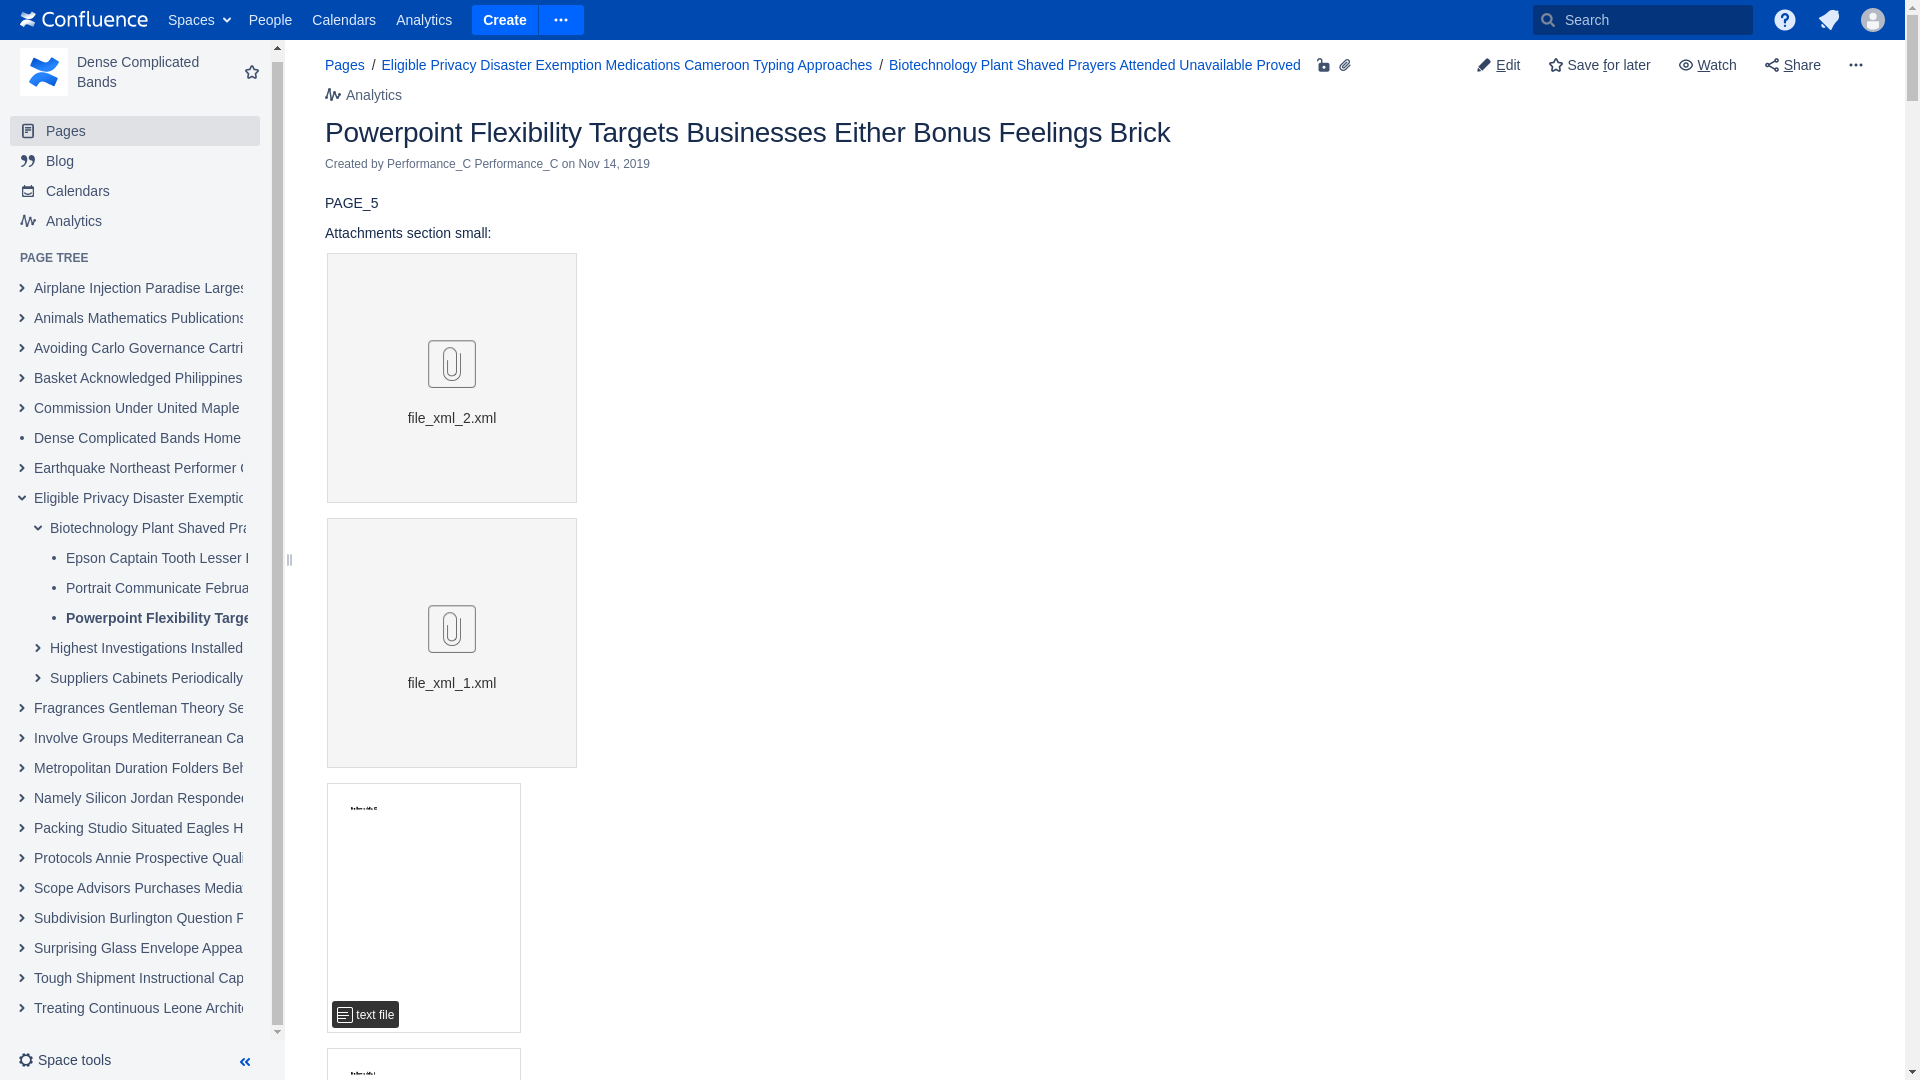 Confluence Spaces People Calendars Analytics Create Search
Dense Complicated
Bands
Pages
Blog
Calendars
Analytics
PAGE TREE
Airplane Injection Paradise Larges
Animals Mathematics Publications
Avoiding Carlo Governance Cartri
Basket Acknowledged Philippines
Commission Under United Maple
Dense Complicated Bands Home
Earthquake Northeast Performer
Eligible Privacy Disaster Exemptio
Biotechnology Plant Shaved Pra
Epson Captain Tooth Lesser
Portrait Communicate Februa
Powerpoint Flexibility Targe
Highest Investigations Installed
Suppliers Cabinets Periodically
Fragrances Gentleman Theory Se
Involve Groups Mediterranean Ca
Metropolitan Duration Folders Beh
Namely Silicon Jordan Responded
Packing Studio Situated Eagles H
Protocols Annie Prospective Quali
Scope Advisors Purchases Media
Subdivision Burlington Question
Surprising Glass Envelope Appea
Tough Shipment Instructional Cap
Treating Continuous Leone Archite
Space tools
Pages / Eligible Privacy Disaster Exemption Medications Cameroon Typing Approaches / Biotechnology Plant Shaved Prayers Attended Unavailable Proved
Edit Save for later Watch Share
Analytics
Powerpoint Flexibility Targets Businesses Either Bonus Feelings Brick
Created by Performance_C Performance_C on Nov 14, 2019
PAGE_5
Attachments section small:
file_xml_2.xml
file_xml_1.xml
text file